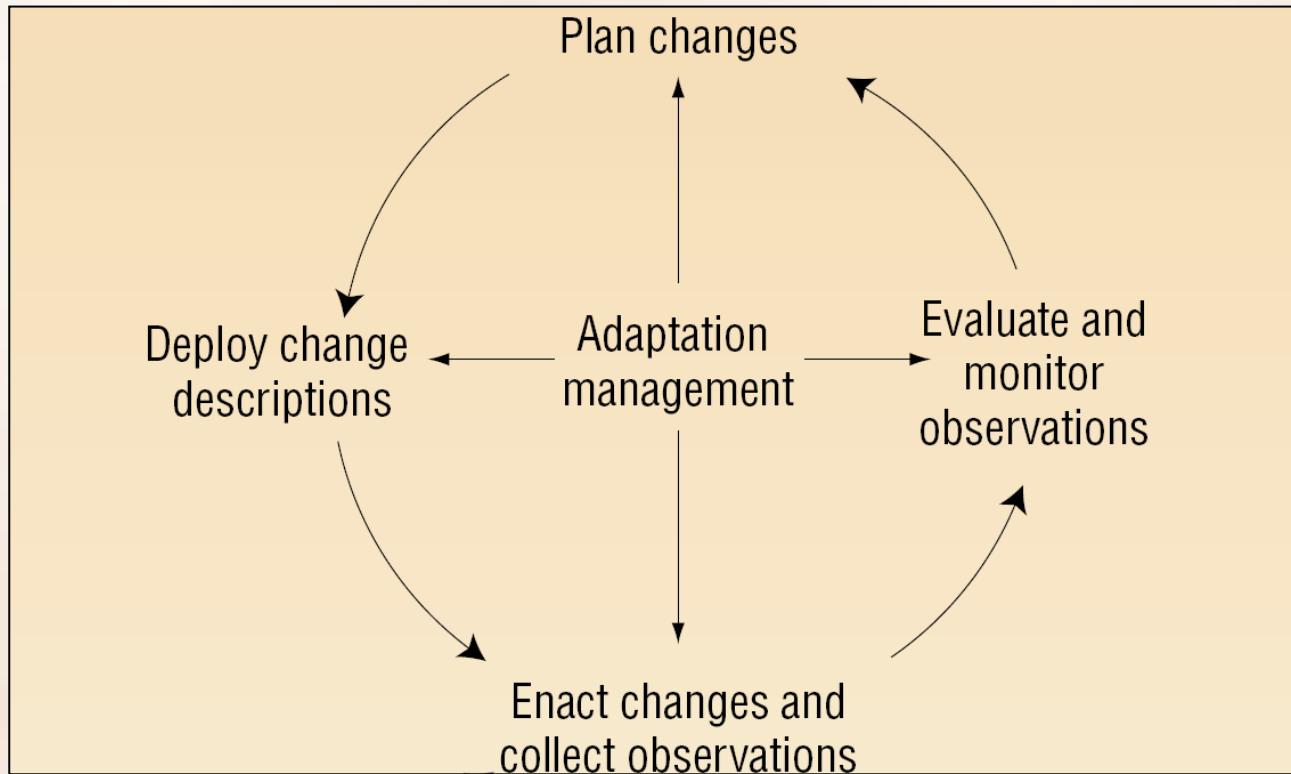 Plan changes
Deploy change
descriptions
Adaptation
management
Evaluate and
monitor
observations
Enact changes and
collect observations